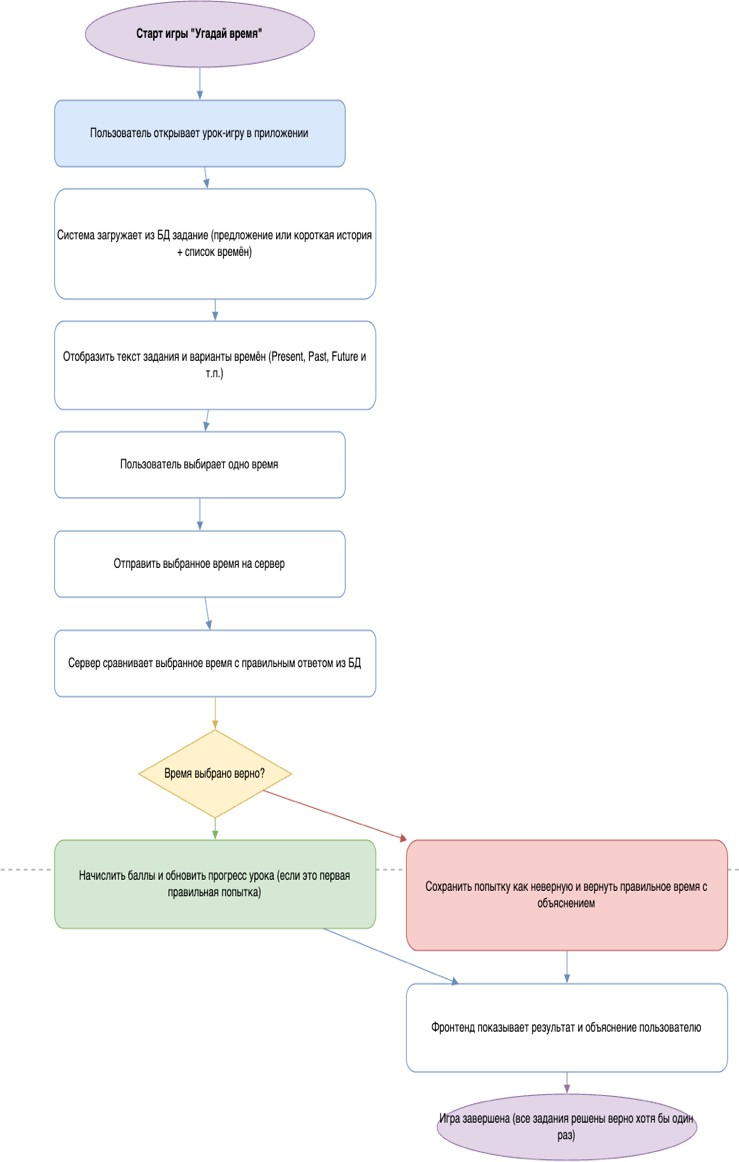 Старт игры "Угадай время"
Пользователь открывает урок-игру в приложении
Система загружает из БД задание (предложение или короткая история
+ список времён)
Отобразить текст задания и варианты времён (Present, Past, Future и
т.п.)
Пользователь выбирает одно время
Отправить выбранное время на сервер
Сервер сравнивает выбранное время с правильным ответом из БД
Время выбрано верно?
Начислить баллы и обновить прогресс урока (если это первая
правильная попытка)
Сохранить попытку как неверную и вернуть правильное время с
объяснением
Фронтенд показывает результат и объяснение пользователю
Игра завершена (все задания решены верно хотя бы один
раз)